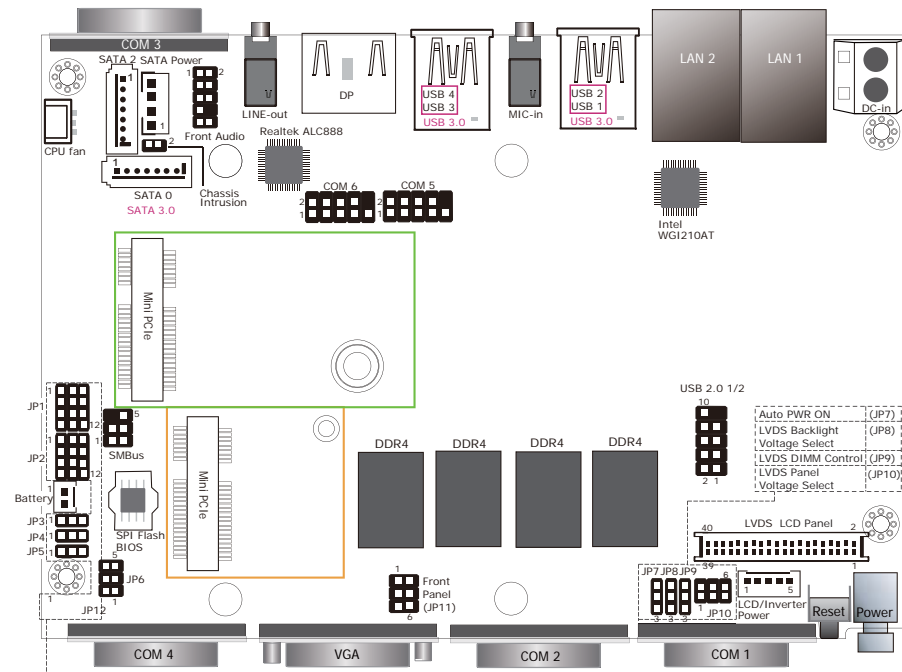 COM 3
SATA 2 SATA Power
1
1 2
1
2
CPU fan
Front Audio
LINE-out
DP
USB 4
USB 3
USB 3.0
MIC-in
USB 2
USB 1
USB 3.0
LAN 2
LAN 1
DC-in
Realtek ALC888
1
SATA 0
SATA 3.0
Chassis
Intrusion
COM 6
2
1
COM 5
2
1
Intel
WGI210AT
Mini PCIe
JP1
1
12
JP2
1
12
5
1
SMBus
Battery
1
JP3
1
JP4
1
JP5
1
1
SPI Flash
BIOS
Mini PCIe
5
JP6
1
JP12
DDR4
DDR4
DDR4
DDR4
USB 2.0 1/2
10
2 1
Auto PWR ON (JP7)
LVDS Backlight
Voltage Select (JP8)
LVDS DIMM Control (JP9)
LVDS Panel
Voltage Select (JP10)
40 LVDS LCD Panel 2
39 1
1
Front
Panel
(JP11)
6
JP7 JP8 JP9
3 3 3
6
1
JP10
1 5
LCD/Inverter
Power
Reset
Power
COM 4
VGA
COM 2
COM 1